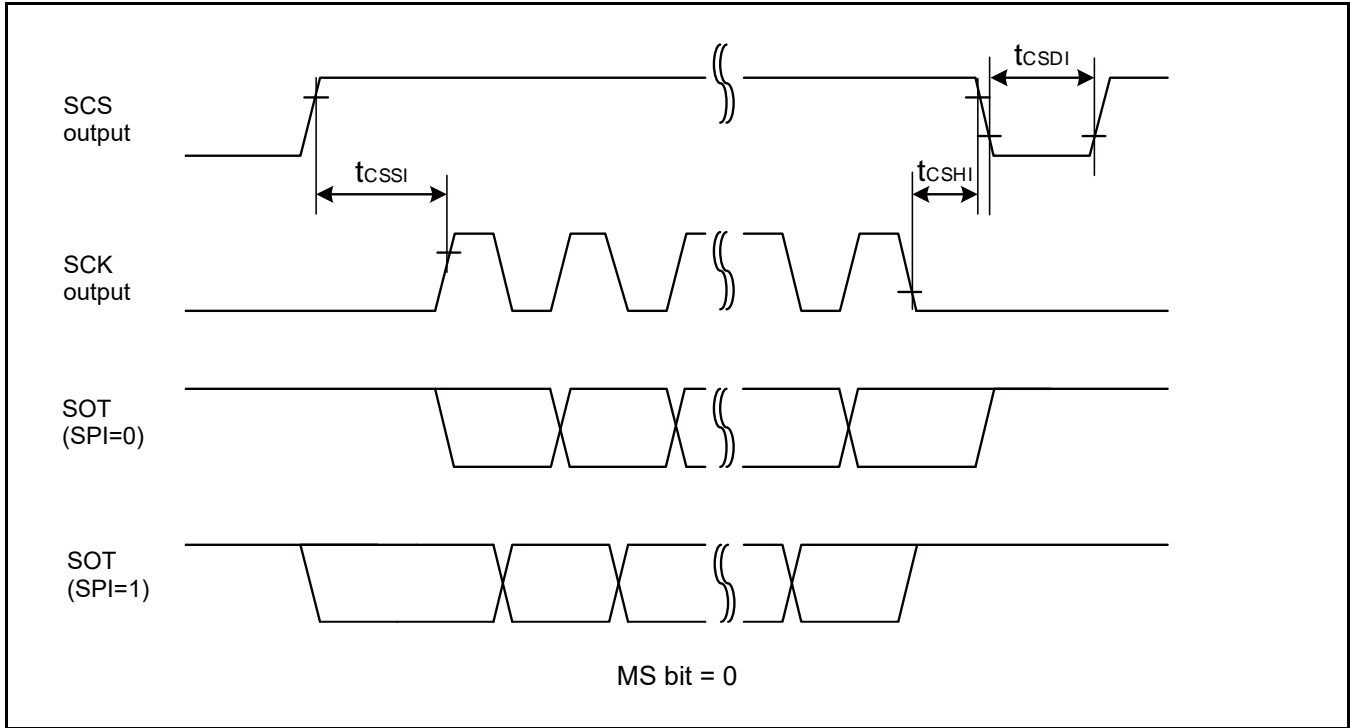 tCSDI
SCS
output
tCSSI
tCSHI
SCK
output
SOT
(SPI=0)
SOT
(SPI=1)
MS bit = 0